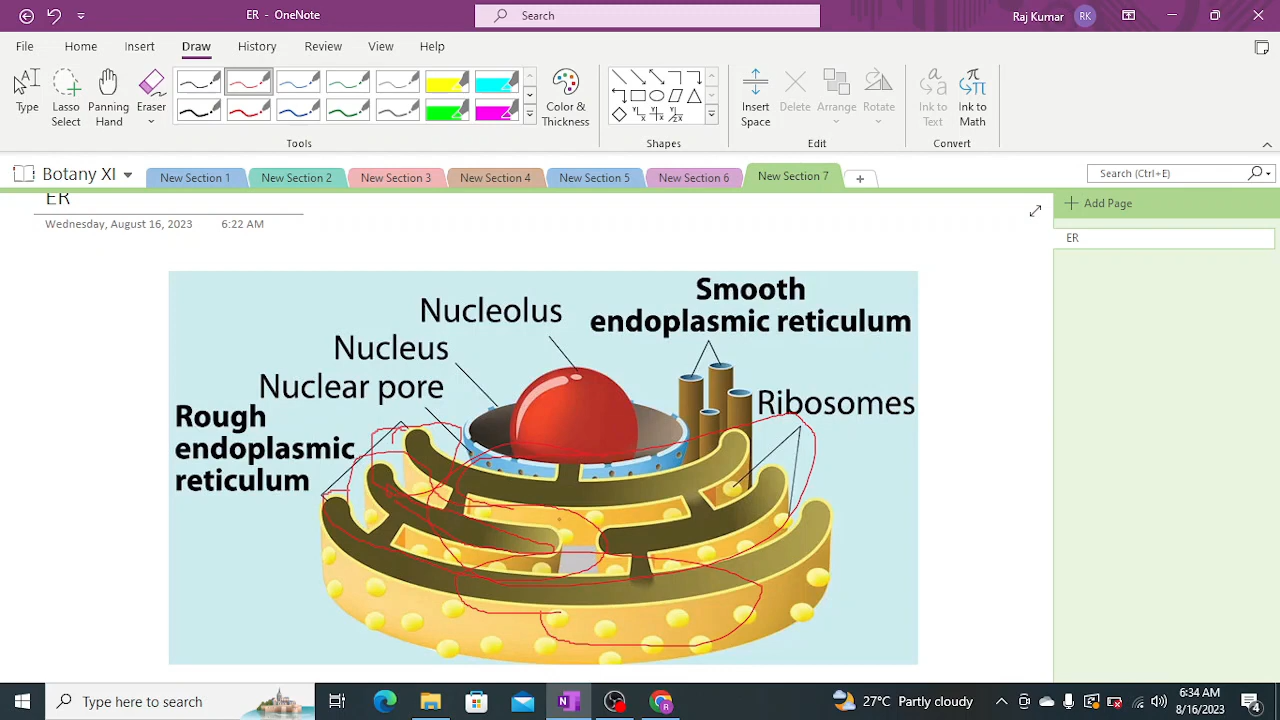 ER - OneNote
Search
Raj Kumar
RK
File
Home
Insert
Draw
History
Review
View
Help
Type
Lasso
Select
Panning
Hand
Eraser
Color &
Thickness
Insert
Space
Delete
Arrange
Rotate
Ink to
Text
Ink to
Math
Tools
Shapes
Edit
Convert
Botany XI
New Section 1
New Section 2
New Section 3
New Section 4
New Section 5
New Section 6
New Section 7
Search (Ctrl+E)
ER
Wednesday, August 16, 2023
6:22 AM
Add Page
ER
Smooth
endoplasmic reticulum
Nucleolus
Nucleus
Nuclear pore
Ribosomes
Rough
endoplasmic
reticulum
Type here to search
27°C Partly cloudy
6:34 AM
8/16/2023
4